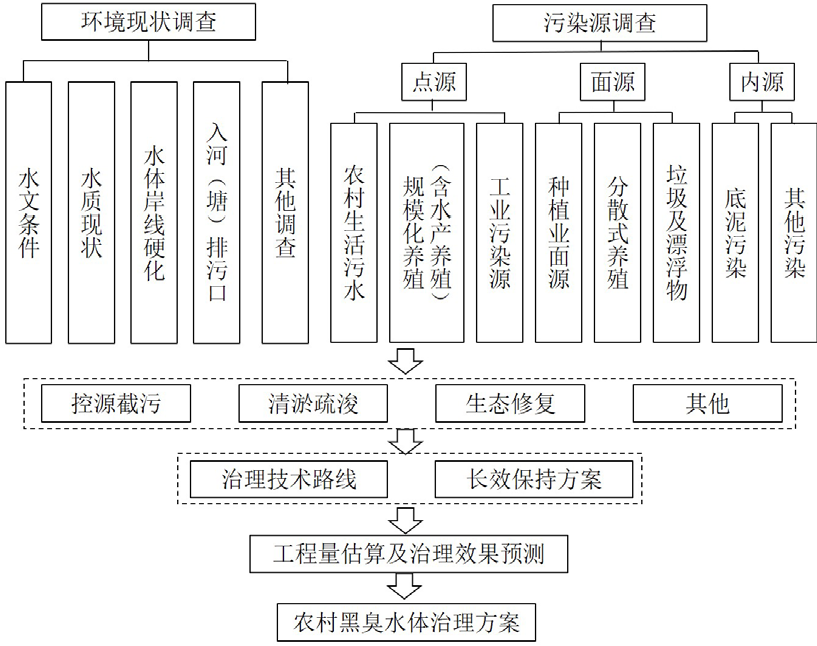 环境现状调查
污染源调查
点源
面源
内源
水文条件
水质现状
水体岸线硬化
入河（塘）排污口
其他调查
农村生活污水
规模化养殖
（含水产养殖）
工业污染源
种植业面源
分散式养殖
垃圾及漂浮物
底泥污染
其他污染
控源截污
清淤疏浚
生态修复
其他
治理技术路线
长效保持方案
工程量估算及治理效果预测
农村黑臭水体治理方案